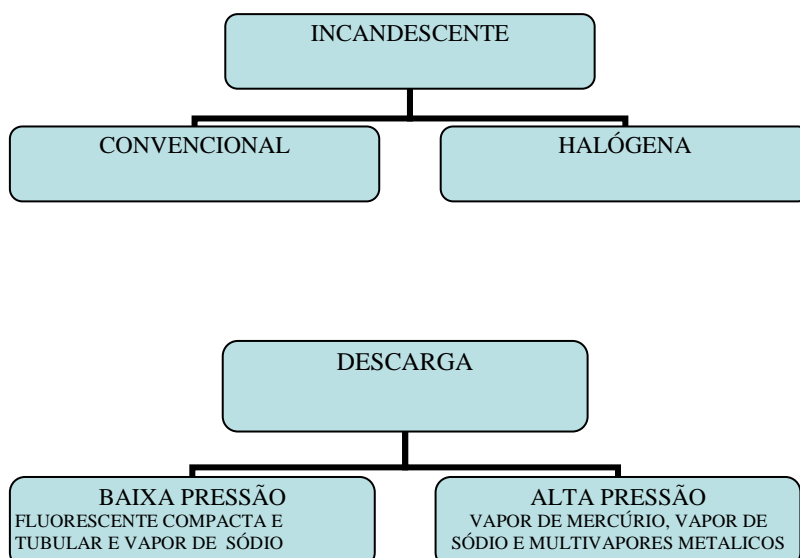 INCANDESCENTE
CONVENCIONAL
HALÓGENA
DESCARGA
BAIXA PRESSÃO
FLUORESCENTE COMPACTA E
TUBULAR E VAPOR DE SÓDIO
ALTA PRESSÃO
VAPOR DE MERCÚRIO, VAPOR DE
SÓDIO E MULTIVAPORES METALICOS